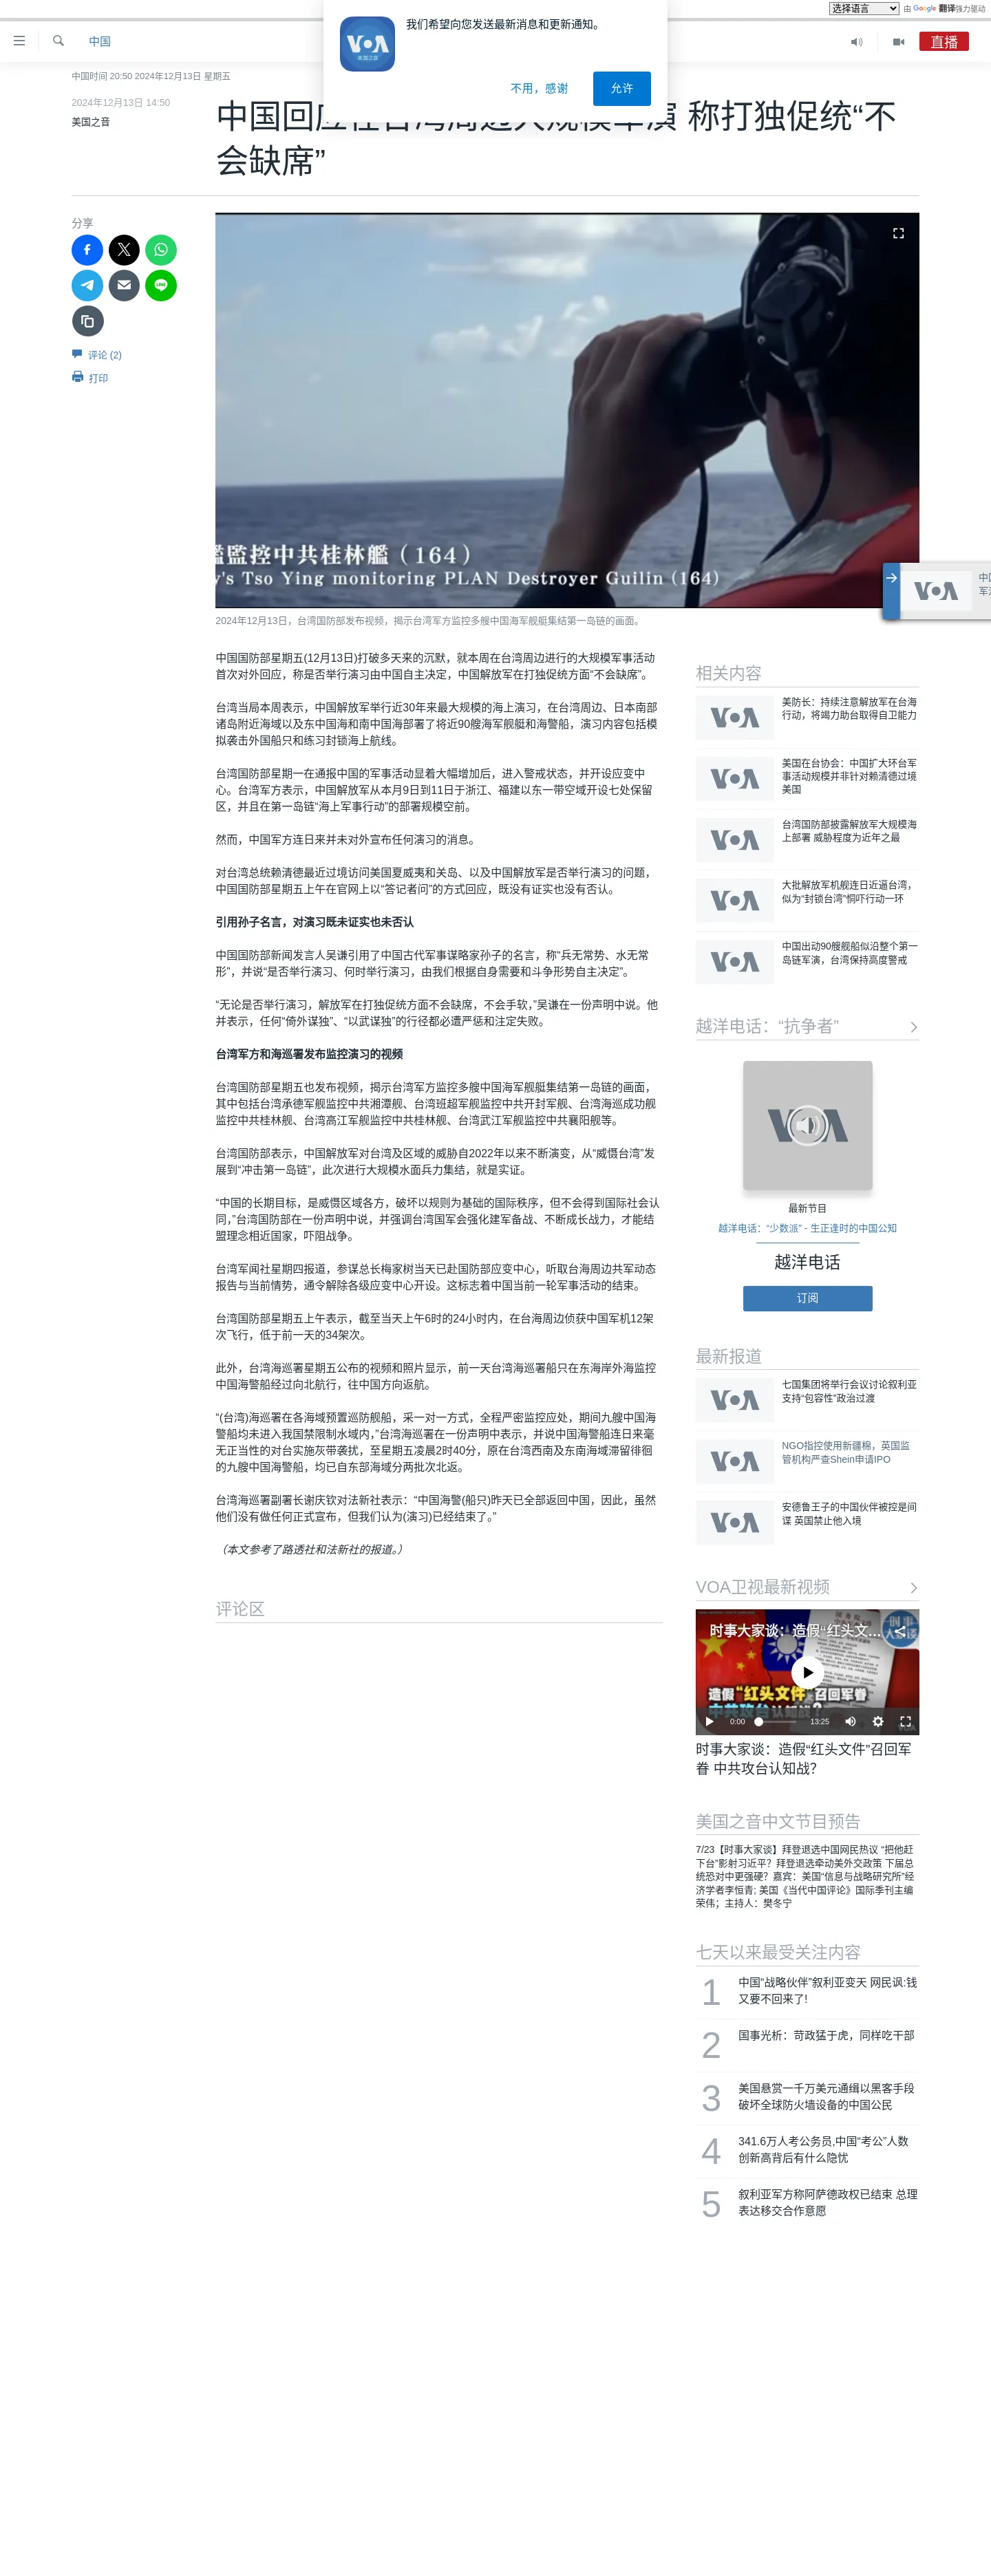 选择语言 由 Google 翻译强力驱动
我们希望向您发送最新消息和更新通知。
不用，感谢
允许
VOA
美国之音
中国
直播
中国时间 20:50 2024年12月13日 星期五
2024年12月13日 14:50
美国之音
称打独促统“不
会缺席”
分享
评论 (2)
打印
艦監控中共桂林艦（164）
y's Tso Ying monitoring PLAN Destroyer Guilin (164)
2024年12月13日，台湾国防部发布视频，揭示台湾军方监控多艘中国海军舰艇集结第一岛链的画面。
中国国防部星期五(12月13日)打破多天来的沉默，就本周在台湾周边进行的大规模军事活动
首次对外回应，称是否举行演习由中国自主决定，中国解放军在打独促统方面“不会缺席”。
台湾当局本周表示，中国解放军举行近30年来最大规模的海上演习，在台湾周边、日本南部
诸岛附近海域以及东中国海和南中国海部署了将近90艘海军舰艇和海警船，演习内容包括模
拟袭击外国船只和练习封锁海上航线。
台湾国防部星期一在通报中国的军事活动显着大幅增加后，进入警戒状态，并开设应变中
心。台湾军方表示，中国解放军从本月9日到11日于浙江、福建以东一带空域开设七处保留
区，并且在第一岛链“海上军事行动”的部署规模空前。
然而，中国军方连日来并未对外宣布任何演习的消息。
对台湾总统赖清德最近过境访问美国夏威夷和关岛、以及中国解放军是否举行演习的问题，
中国国防部星期五上午在官网上以“答记者问”的方式回应，既没有证实也没有否认。
引用孙子名言，对演习既未证实也未否认
中国国防部新闻发言人吴谦引用了中国古代军事谋略家孙子的名言，称“兵无常势、水无常
形”，并说“是否举行演习、何时举行演习，由我们根据自身需要和斗争形势自主决定”。
“无论是否举行演习，解放军在打独促统方面不会缺席，不会手软，”吴谦在一份声明中说。他
并表示，任何“倚外谋独”、“以武谋独”的行径都必遭严惩和注定失败。
台湾军方和海巡署发布监控演习的视频
台湾国防部星期五也发布视频，揭示台湾军方监控多艘中国海军舰艇集结第一岛链的画面，
其中包括台湾承德军舰监控中共湘潭舰、台湾班超军舰监控中共开封军舰、台湾海巡成功舰
监控中共桂林舰、台湾高江军舰监控中共桂林舰、台湾武江军舰监控中共襄阳舰等。
台湾国防部表示，中国解放军对台湾及区域的威胁自2022年以来不断演变，从“威慑台湾”发
展到“冲击第一岛链”，此次进行大规模水面兵力集结，就是实证。
“中国的长期目标，是威慑区域各方，破坏以规则为基础的国际秩序，但不会得到国际社会认
同，”台湾国防部在一份声明中说，并强调台湾国军会强化建军备战、不断成长战力，才能结
盟理念相近国家，吓阻战争。
台湾军闻社星期四报道，参谋总长梅家树当天已赴国防部应变中心，听取台海周边共军动态
报告与当前情势，通令解除各级应变中心开设。这标志着中国当前一轮军事活动的结束。
台湾国防部星期五上午表示，截至当天上午6时的24小时内，在台海周边侦获中国军机12架
次飞行，低于前一天的34架次。
此外，台湾海巡署星期五公布的视频和照片显示，前一天台湾海巡署船只在东海岸外海监控
中国海警船经过向北航行，往中国方向返航。
“(台湾)海巡署在各海域预置巡防舰船，采一对一方式，全程严密监控应处，期间九艘中国海
警船均未进入我国禁限制水域内，”台湾海巡署在一份声明中表示，并说中国海警船连日来毫
无正当性的对台实施灰带袭扰，至星期五凌晨2时40分，原在台湾西南及东南海域滞留徘徊
的九艘中国海警船，均已自东部海域分两批次北返。
台湾海巡署副署长谢庆钦对法新社表示：“中国海警(船只)昨天已全部返回中国，因此，虽然
他们没有做任何正式宣布，但我们认为(演习)已经结束了。”
（本文参考了路透社和法新社的报道。）
评论区
相关内容
美防长：持续注意解放军在台海
行动，将竭力助台取得自卫能力
美国在台协会：中国扩大环台军
事活动规模并非针对赖清德过境
美国
台湾国防部披露解放军大规模海
上部署 威胁程度为近年之最
大批解放军机舰连日近逼台湾，
似为“封锁台湾”恫吓行动一环
中国出动90艘舰船似沿整个第一
岛链军演，台湾保持高度警戒
越洋电话：“抗争者”
最新节目
越洋电话：“少数派” - 生正逢时的中国公知
越洋电话
订阅
最新报道
七国集团将举行会议讨论叙利亚
支持“包容性”政治过渡
NGO指控使用新疆棉，英国监
管机构严查Shein申请IPO
安德鲁王子的中国伙伴被控是间
谍 英国禁止他入境
VOA卫视最新视频
时事大家谈：造假“红头文...
造假“红头文件”召回军眷
中共攻台认知战？
0:00 13:25
时事大家谈：造假“红头文件”召回军
眷 中共攻台认知战？
美国之音中文节目预告
7/23【时事大家谈】拜登退选中国网民热议 “把他赶
下台”影射习近平？拜登退选牵动美外交政策 下届总
统恐对中更强硬？嘉宾：美国“信息与战略研究所”经
济学者李恒青; 美国《当代中国评论》国际季刊主编
荣伟；主持人：樊冬宁
七天以来最受关注内容
1 中国“战略伙伴”叙利亚变天 网民讽:钱
又要不回来了!
2 国事光析：苛政猛于虎，同样吃干部
3 美国悬赏一千万美元通缉以黑客手段
破坏全球防火墙设备的中国公民
4 341.6万人考公务员,中国“考公”人数
创新高背后有什么隐忧
5 叙利亚军方称阿萨德政权已结束 总理
表达移交合作意愿